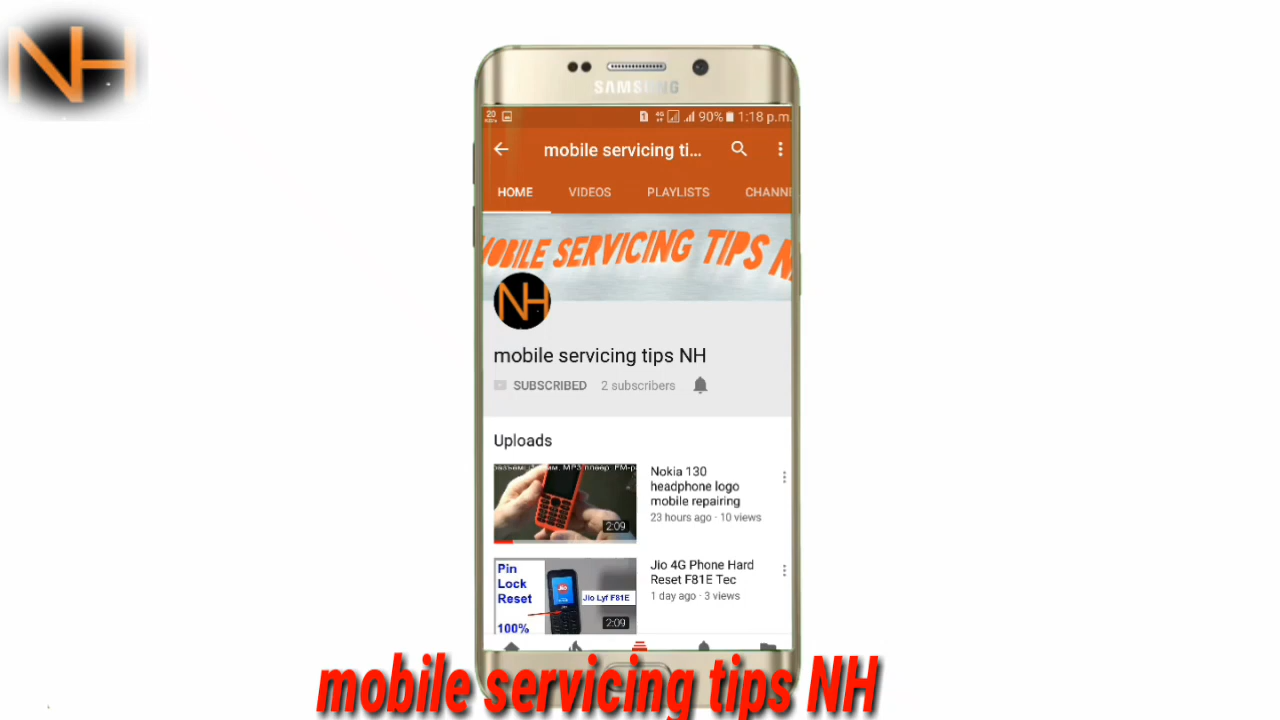 NH
SAMSUNG
90% 1:18 p.m.
mobile servicing ti...
HOME VIDEOS PLAYLISTS CHANN
MOBILE SERVICING TIPS N
NH
mobile servicing tips NH
SUBSCRIBED 2 subscribers
Uploads
Nokia 130
headphone logo
mobile repairing
23 hours ago · 10 views
2:09
Jio 4G Phone Hard
Reset F81E Tec
1 day ago · 3 views
Pin
Lock
Reset
100%
Jio
Jio Lyf F81E
2:09
mobile servicing tips NH